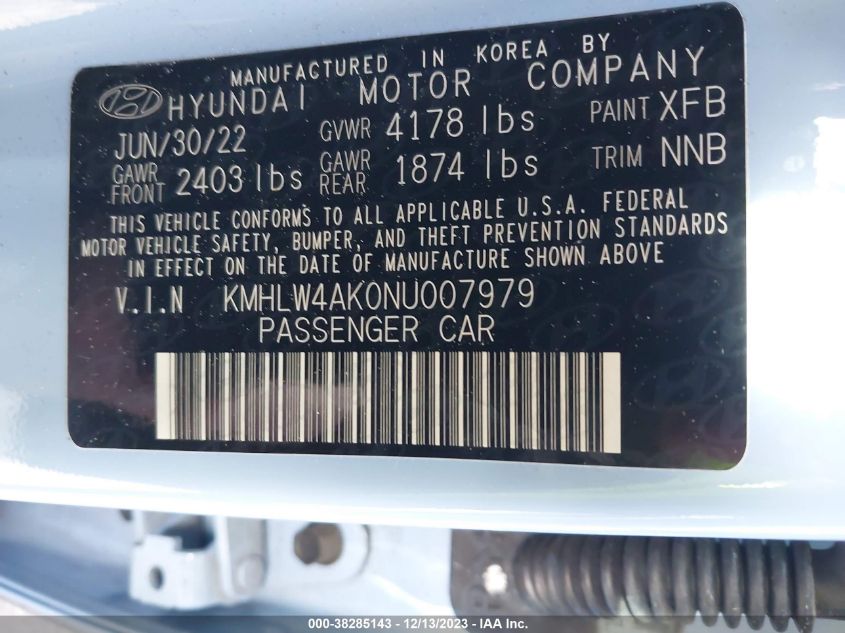 MANUFACTURED IN KOREA BY
HYUNDAI MOTOR COMPANY
JUN/30/22 GVWR 4178 lbs PAINT XFB
GAWR FRONT 2403 lbs GAWR REAR 1874 lbs TRIM NNB
THIS VEHICLE CONFORMS TO ALL APPLICABLE U.S.A. FEDERAL
MOTOR VEHICLE SAFETY, BUMPER, AND THEFT PREVENTION STANDARDS
IN EFFECT ON THE DATE OF MANUFACTURE SHOWN ABOVE
V.I.N KMHLW4AK0NU007979
PASSENGER CAR
000-38285143 - 12/13/2023 - IAA Inc.